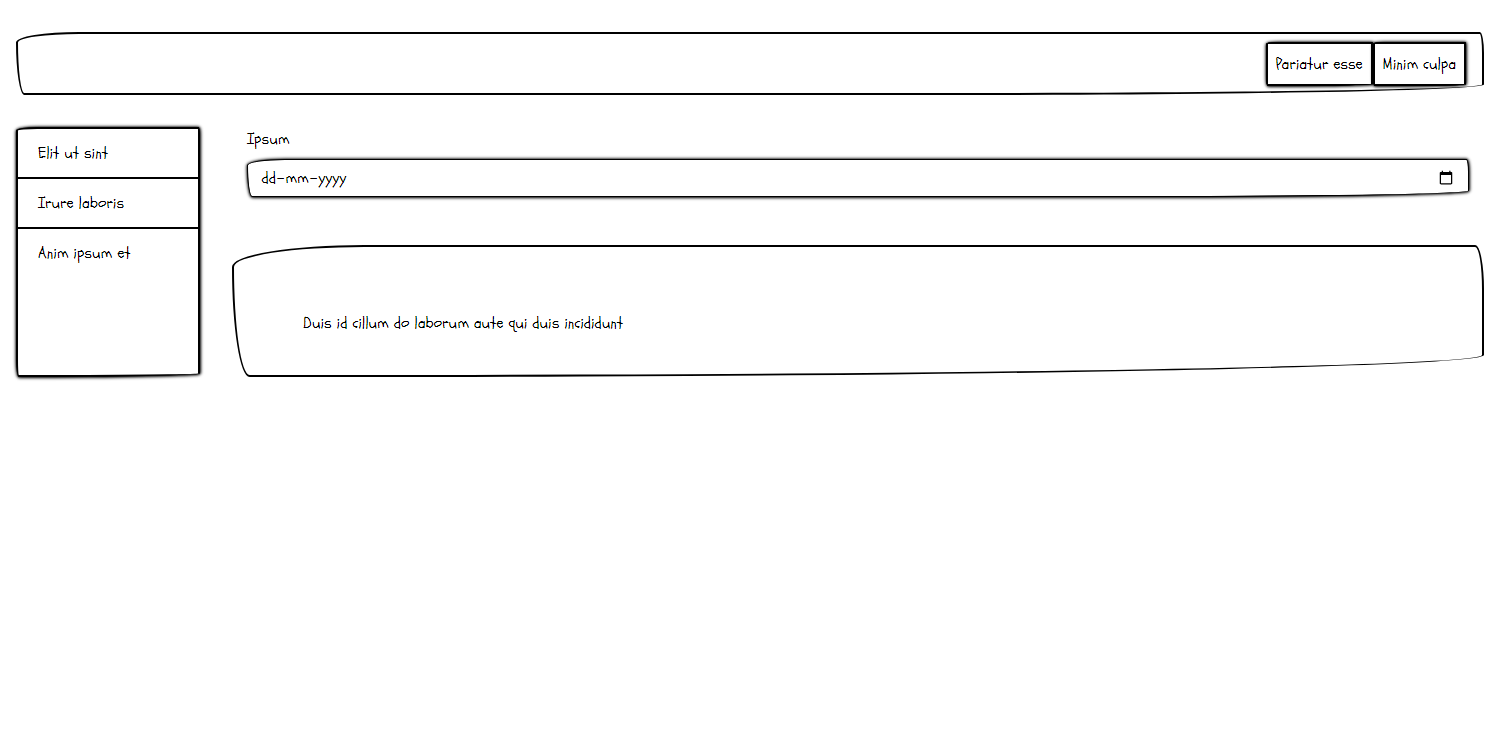 Pariatur esse
Minim culpa
Elit ut sint
Irure laboris
Anim ipsum et
Ipsum
dd-mm-yyyy
Duis id cillum do laborum aute qui duis incididunt